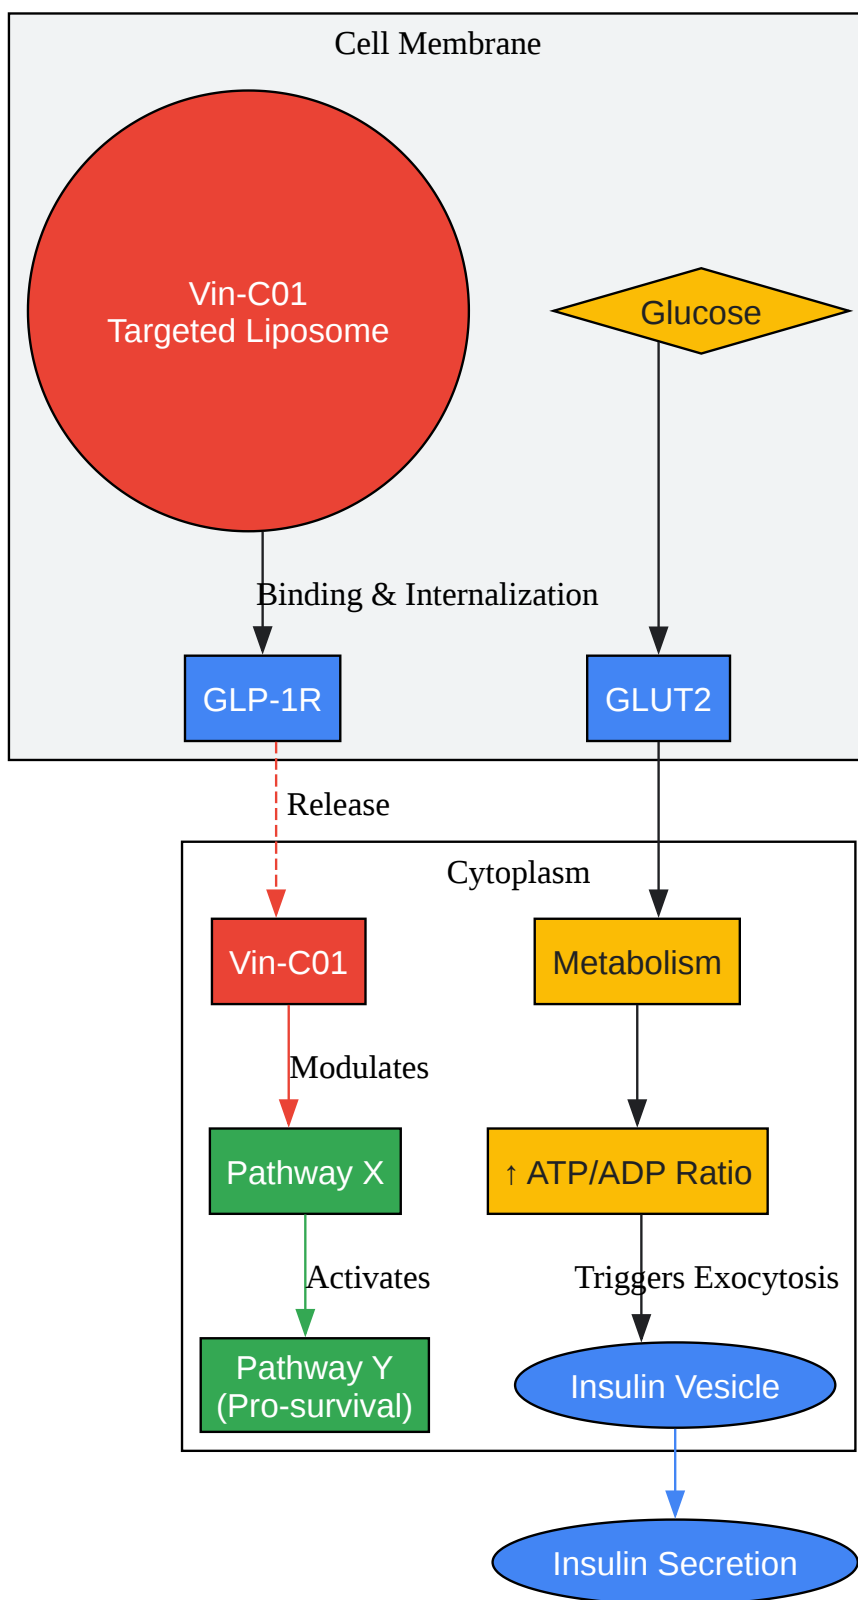 Cell Membrane
Vin-C01
Targeted Liposome
Glucose
Binding & Internalization
GLP-1R
GLUT2
Release
Cytoplasm
Vin-C01
Metabolism
Modulates
Pathway X
↑ ATP/ADP Ratio
Activates
Triggers Exocytosis
Pathway Y
(Pro-survival)
Insulin Vesicle
Insulin Secretion